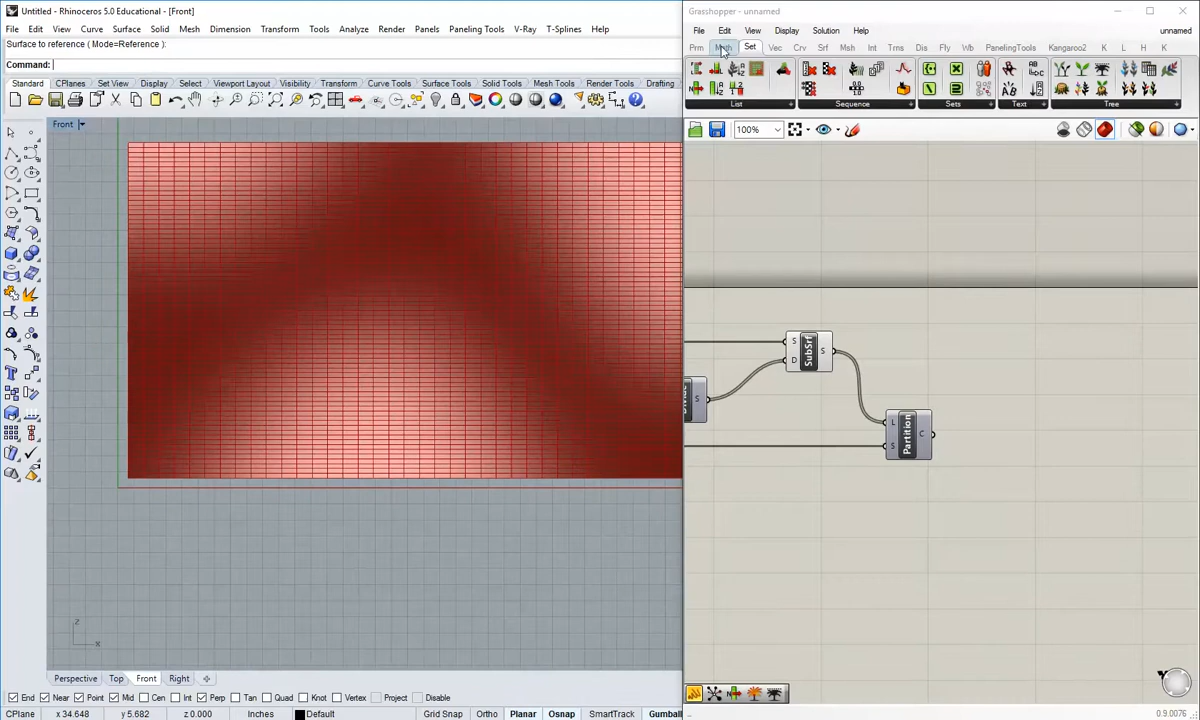 Untitled - Rhinoceros 5.0 Educational - [Front]
File Edit View Curve Surface Solid Mesh Dimension Transform Tools Analyze Render Panels V-Ray T-Splines Help
Surface to reference ( Mode=Reference ):
Command:
Standard CPlanes Set View Display Select Viewport Layout Visibility Transform Curve Tools Surface Tools Solid Tools Mesh Tools Render Tools Drafting
Front
z
x
Perspective Top Front Right
End Near Point Mid Cen Int Perp Tan Quad Knot Vertex Project Disable
CPlane x 34.648 y 5.682 z 0.000 Inches Default Grid Snap Ortho Planar Osnap SmartTrack Gumball
Grasshopper - unnamed
File Edit View Display Solution Help unnamed
Prm Math Set Vec Crv Srf Msh Int Trns Dis Fly Wb PanelingTools Kangaroo2 K L H K
List Sequence Sets Text Tree
100%
S D SubSrf S
Divide S
L S Partition C
0.9.0076